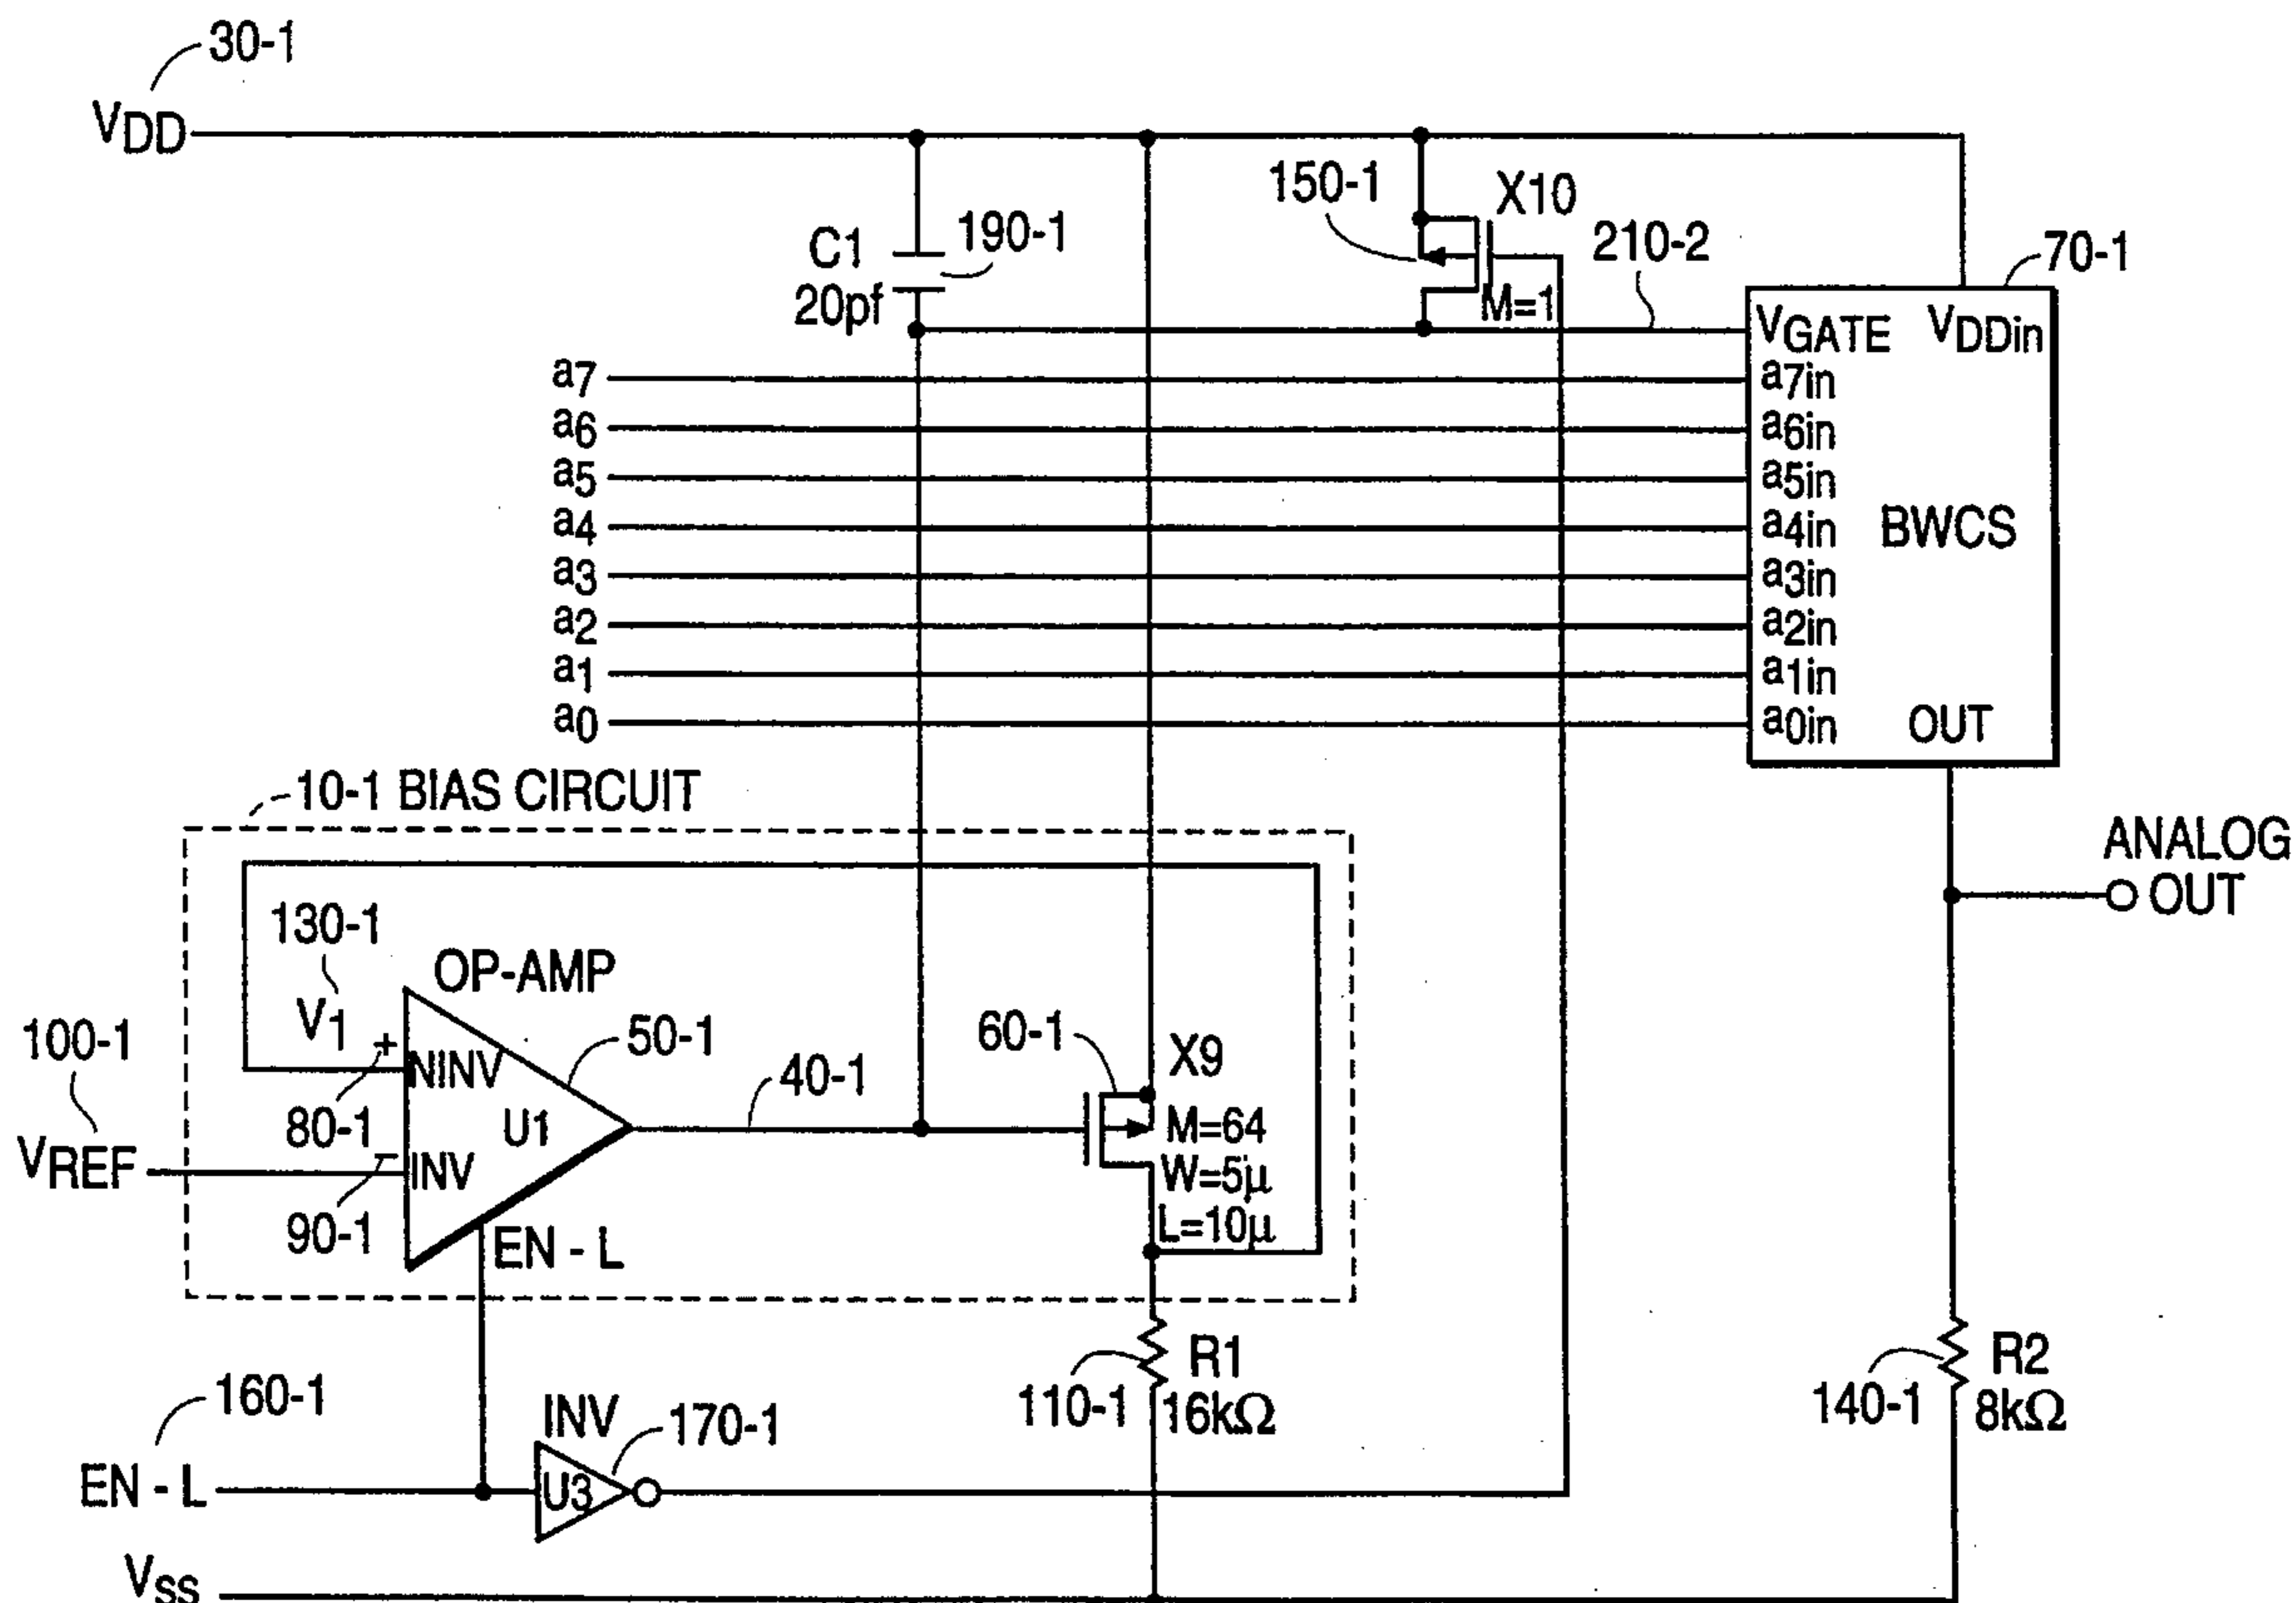 30-1
VDD
150-1
X10
C1
190-1
210-2
70-1
20pf
M=1
VGATE
VDDin
a7
a7in
a6
a6in
a5
a5in
a4
a4in
BWCS
a3
a3in
a2
a2in
a1
a1in
a0
a0in
OUT
10-1 BIAS CIRCUIT
ANALOG
OUT
130-1
V1
OP-AMP
100-1
+
NINV
50-1
60-1
X9
40-1
80-1
U1
M=64
VREF
−
INV
W=5µ
90-1
EN - L
L=10µ
160-1
INV
170-1
110-1
R1
16kΩ
140-1
R2
8kΩ
EN - L
U3
VSS